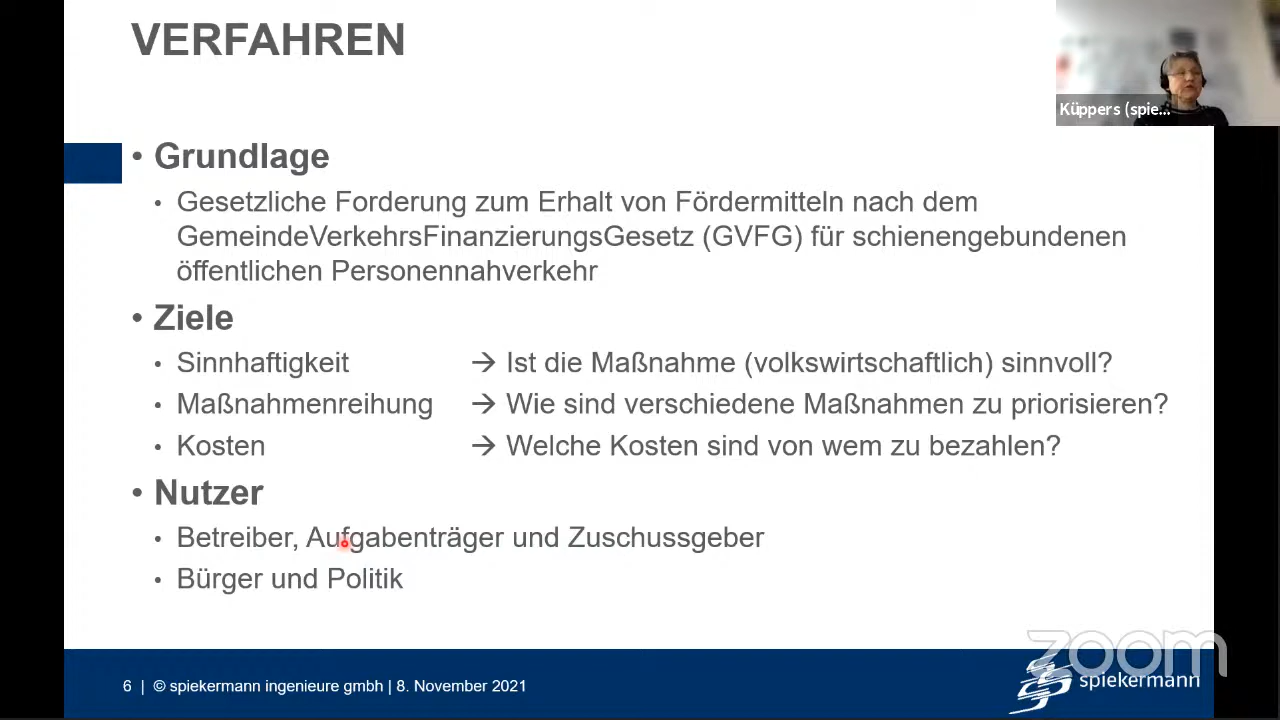 VERFAHREN
Küppers (spie...
• Grundlage
• Gesetzliche Forderung zum Erhalt von Fördermitteln nach dem
GemeindeVerkehrsFinanzierungsGesetz (GVFG) für schienengebundenen
öffentlichen Personennahverkehr
• Ziele
• Sinnhaftigkeit → Ist die Maßnahme (volkswirtschaftlich) sinnvoll?
• Maßnahmenreihung → Wie sind verschiedene Maßnahmen zu priorisieren?
• Kosten → Welche Kosten sind von wem zu bezahlen?
• Nutzer
• Betreiber, Aufgabenträger und Zuschussgeber
• Bürger und Politik
zoom
6 | © spiekermann ingenieure gmbh | 8. November 2021
spiekermann